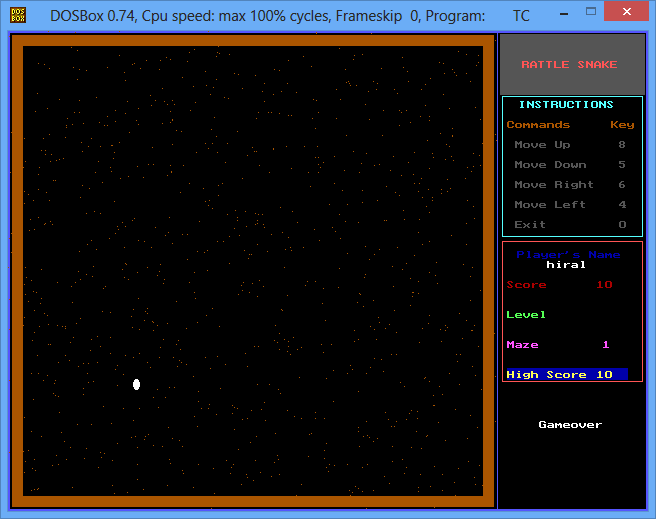 DOSBox 0.74, Cpu speed: max 100% cycles, Frameskip 0, Program: TC
DOS BOX
RATTLE SNAKE
INSTRUCTIONS
Commands Key
Move Up 8
Move Down 5
Move Right 6
Move Left 4
Exit 0
Player's Name
hiral
Score 10
Level
Maze 1
High Score 10
Gameover